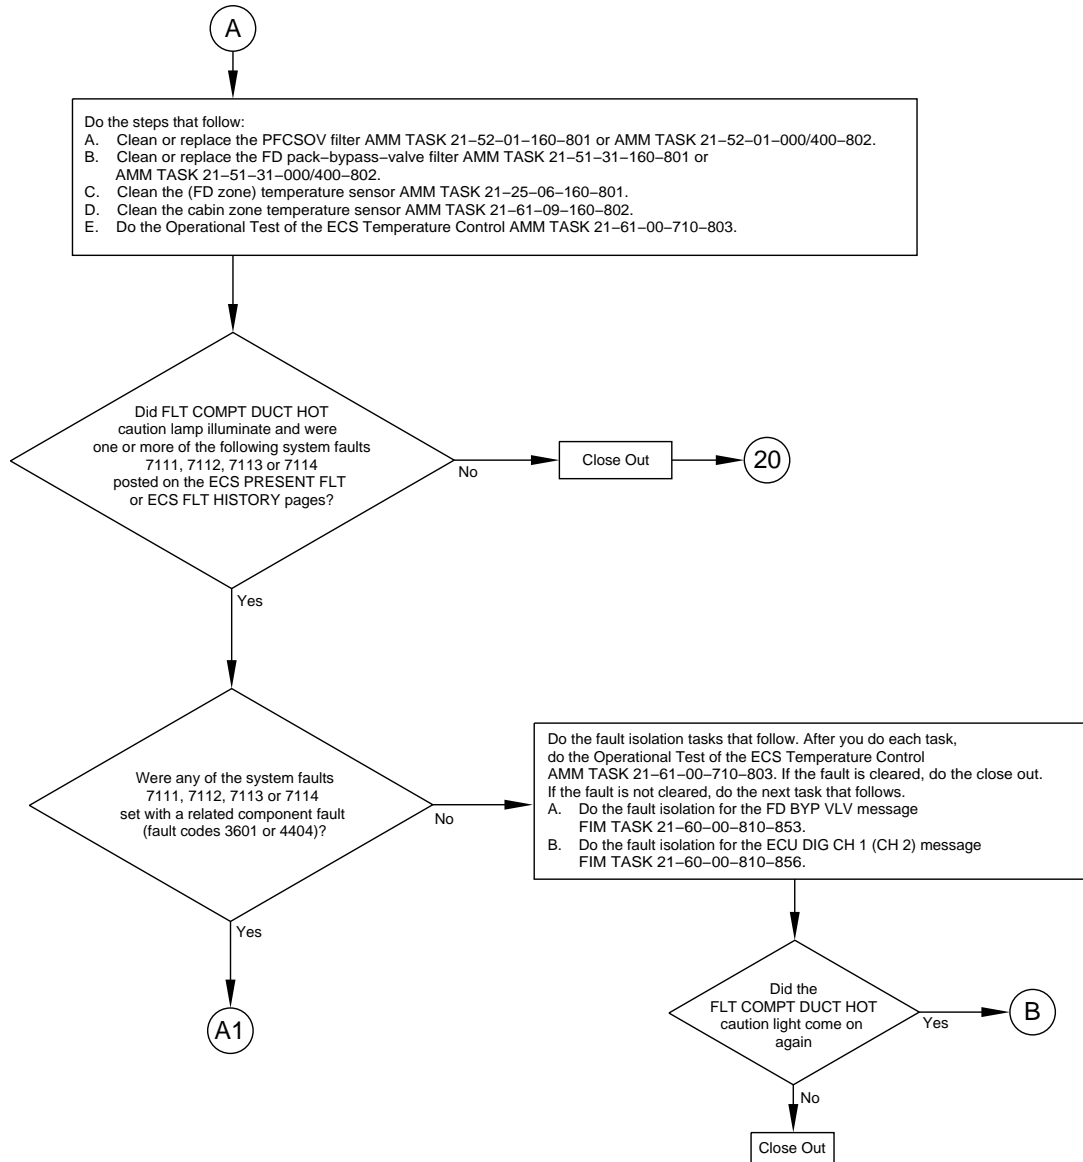 A
Do the steps that follow:
A. Clean or replace the PFCSOV filter AMM TASK 21−52−01−160−801 or AMM TASK 21−52−01−000/400−802.
B. Clean or replace the FD pack−bypass−valve filter AMM TASK 21−51−31−160−801 or
AMM TASK 21−51−31−000/400−802.
C. Clean the (FD zone) temperature sensor AMM TASK 21−25−06−160−801.
D. Clean the cabin zone temperature sensor AMM TASK 21−61−09−160−802.
E. Do the Operational Test of the ECS Temperature Control AMM TASK 21−61−00−710−803.
Did FLT COMPT DUCT HOT
caution lamp illuminate and were
one or more of the following system faults
7111, 7112, 7113 or 7114
posted on the ECS PRESENT FLT
or ECS FLT HISTORY pages?
No
Close Out
20
Yes
Were any of the system faults
7111, 7112, 7113 or 7114
set with a related component fault
(fault codes 3601 or 4404)?
No
Do the fault isolation tasks that follow. After you do each task,
do the Operational Test of the ECS Temperature Control
AMM TASK 21−61−00−710−803. If the fault is cleared, do the close out.
If the fault is not cleared, do the next task that follows.
A. Do the fault isolation for the FD BYP VLV message
FIM TASK 21−60−00−810−853.
B. Do the fault isolation for the ECU DIG CH 1 (CH 2) message
FIM TASK 21−60−00−810−856.
Yes
A1
Did the
FLT COMPT DUCT HOT
caution light come on
again
Yes
B
No
Close Out